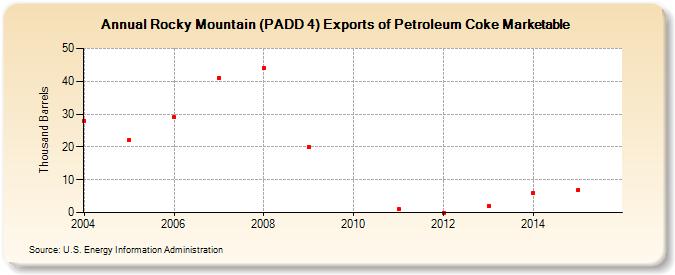 Annual Rocky Mountain (PADD 4) Exports of Petroleum Coke Marketable
Thousand Barrels
50
40
30
20
10
0
2004 2006 2008 2010 2012 2014
Source: U.S. Energy Information Administration